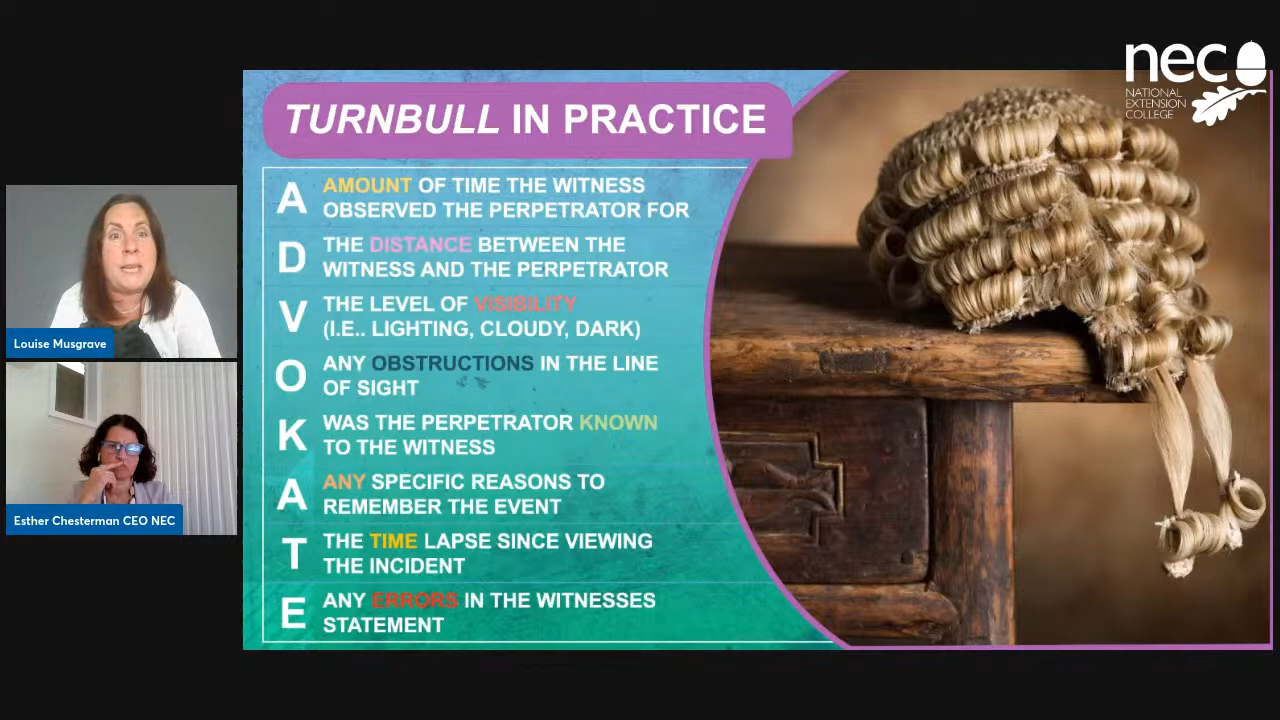 nec
NATIONAL
EXTENSION
COLLEGE
TURNBULL IN PRACTICE
A AMOUNT OF TIME THE WITNESS
OBSERVED THE PERPETRATOR FOR
D THE DISTANCE BETWEEN THE
WITNESS AND THE PERPETRATOR
V THE LEVEL OF VISIBILITY
(I.E.. LIGHTING, CLOUDY, DARK)
O ANY OBSTRUCTIONS IN THE LINE
OF SIGHT
K WAS THE PERPETRATOR KNOWN
TO THE WITNESS
A ANY SPECIFIC REASONS TO
REMEMBER THE EVENT
T THE TIME LAPSE SINCE VIEWING
THE INCIDENT
E ANY ERRORS IN THE WITNESSES
STATEMENT
Louise Musgrave
Esther Chesterman CEO NEC